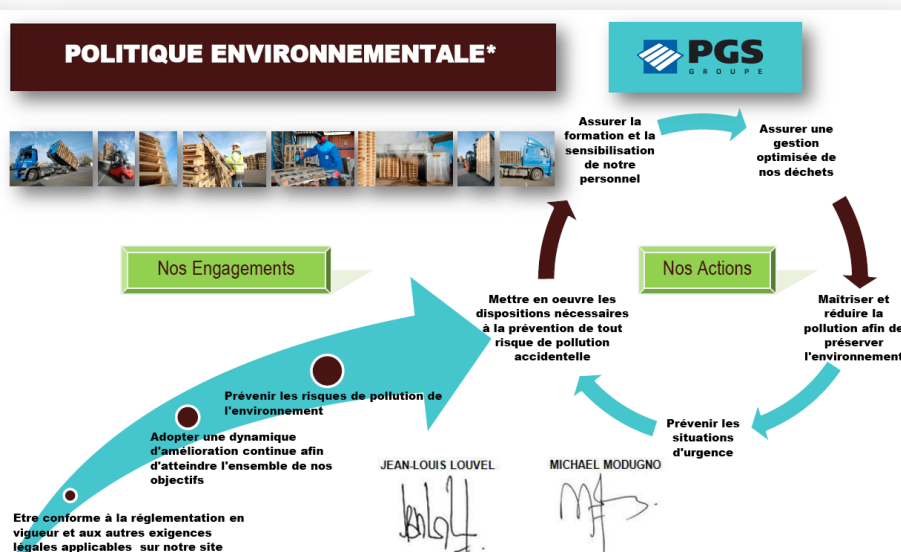 POLITIQUE ENVIRONNEMENTALE*
PGS
GROUPE
Assurer la
formation et la
sensibilisation
de notre
personnel
Assurer une
gestion
optimisée de
nos déchets
Nos Engagements
Nos Actions
Mettre en oeuvre les
dispositions nécessaires
à la prévention de tout
risque de pollution
accidentelle
Maîtriser et
réduire la
pollution afin de
préserver
l'environnement
Prévenir les
situations
d'urgence
Prévenir les risques de pollution de
l'environnement
Adopter une dynamique
d'amélioration continue afin
d'atteindre l'ensemble de nos
objectifs
Etre conforme à la réglementation en
vigueur et aux autres exigences
légales applicables sur notre site
JEAN-LOUIS LOUVEL
MICHAEL MODUGNO